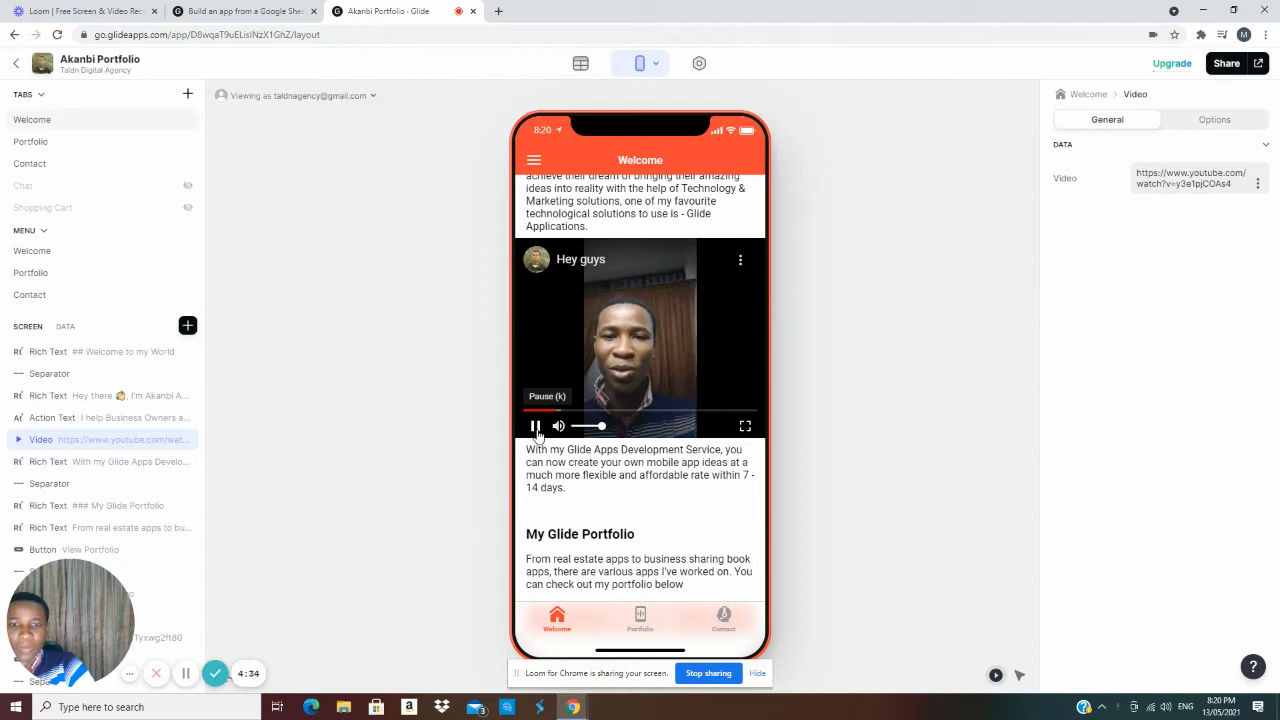 Loom | Free Screen & Video Rec
Build an app from a Google She
Akanbi Portfolio - Glide
go.glideapps.com/app/D8wqaT9uELisINzX1GhZ/layout
M
Akanbi Portfolio
Taldn Digital Agency
Upgrade
Share
TABS
Welcome
Portfolio
Contact
Chat
Shopping Cart
MENU
Welcome
Portfolio
Contact
SCREEN DATA
Rich Text ## Welcome to my World
Separator
Rich Text Hey there 👋, I'm Akanbi A...
Action Text I help Business Owners a...
Video https://www.youtube.com/wat...
Rich Text With my Glide Apps Develo...
Separator
Rich Text ### My Glide Portfolio
Rich Text From real estate apps to bu...
Button View Portfolio
Tyxwg2ft80
4:34
Viewing as taldnagency@gmail.com
8:20
Welcome
achieve their dream of bringing their amazing
ideas into reality with the help of Technology &
Marketing solutions, one of my favourite
technological solutions to use is - Glide
Applications.
Hey guys
Pause (k)
With my Glide Apps Development Service, you
can now create your own mobile app ideas at a
much more flexible and affordable rate within 7 -
14 days.
My Glide Portfolio
From real estate apps to business sharing book
apps, there are various apps I've worked on. You
can check out my portfolio below
Welcome
Portfolio
Contact
Loom for Chrome is sharing your screen.
Stop sharing
Hide
Welcome > Video
General
Options
DATA
Video
https://www.youtube.com/
watch?v=y3e1pjCOAs4
Type here to search
ENG
8:20 PM
13/05/2021